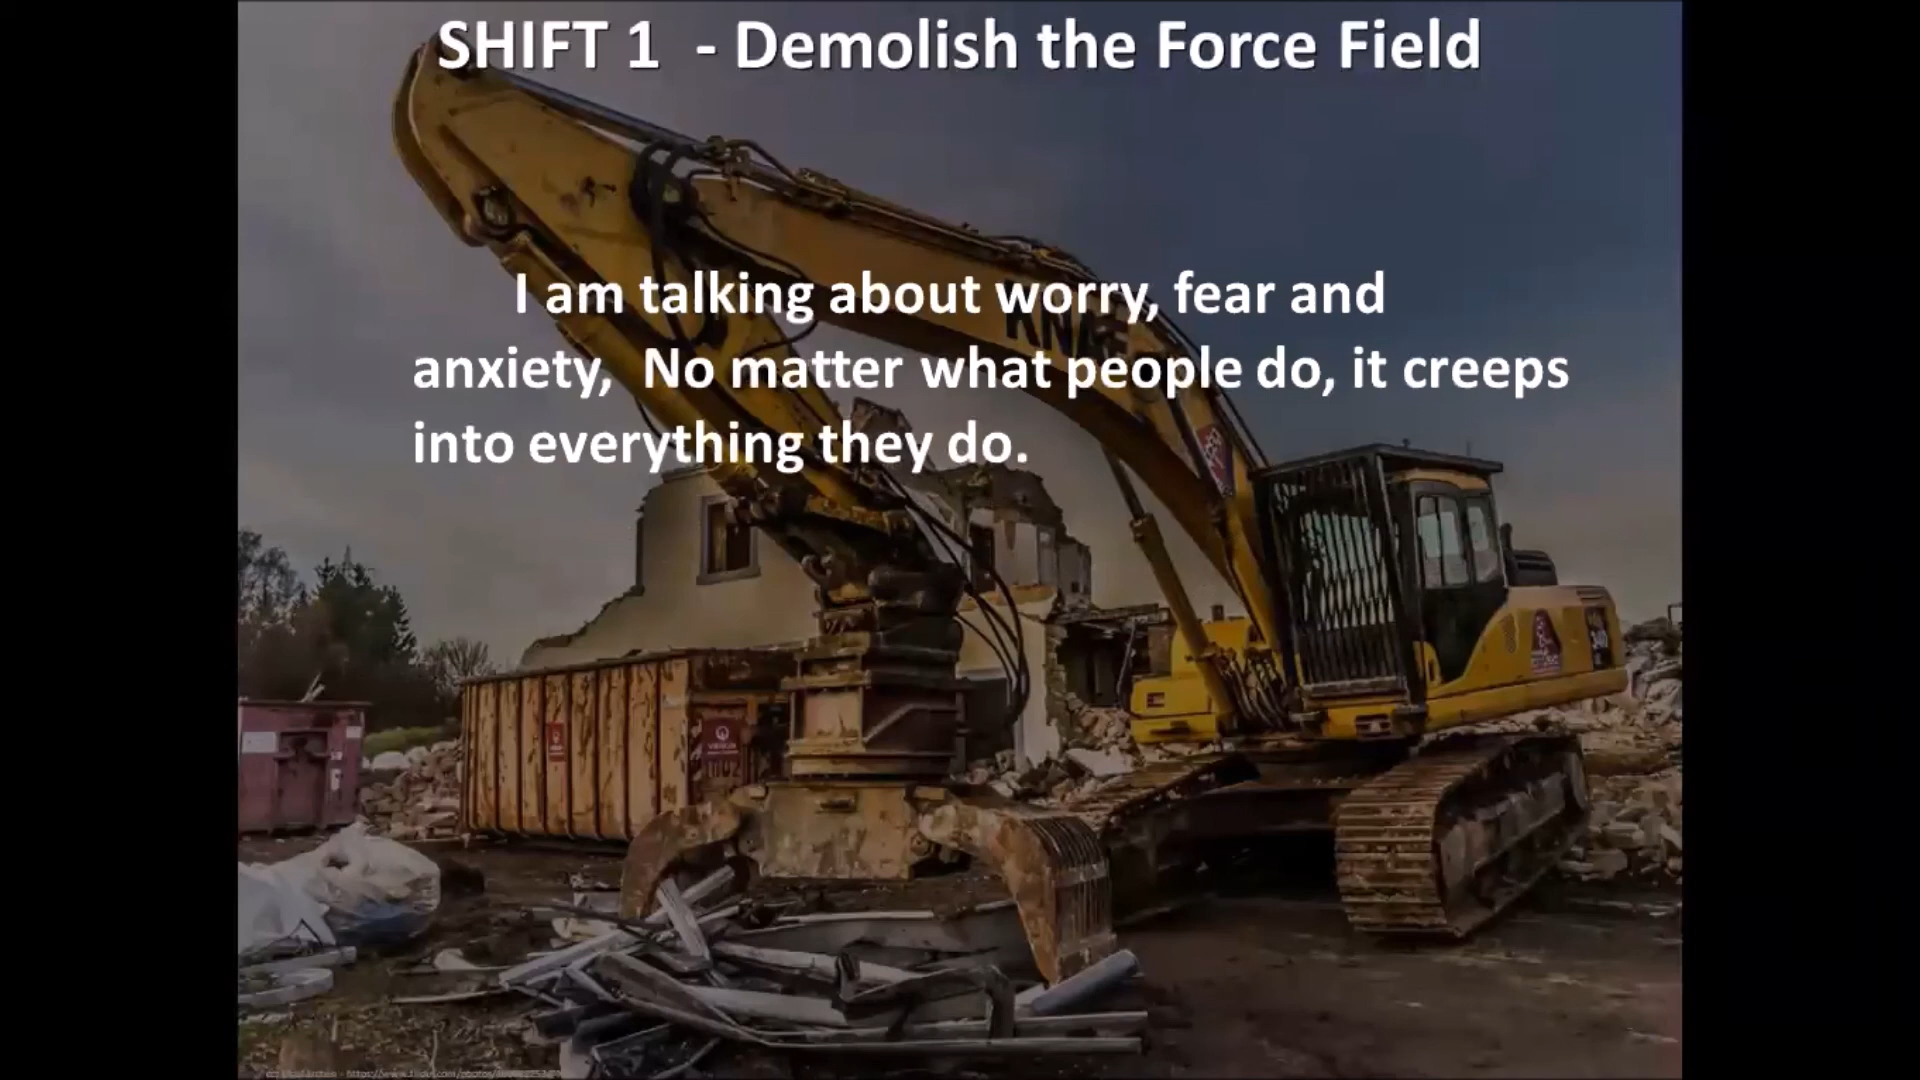 SHIFT 1 - Demolish the Force Field
I am talking about worry, fear and
anxiety, No matter what people do, it creeps
into everything they do.
340